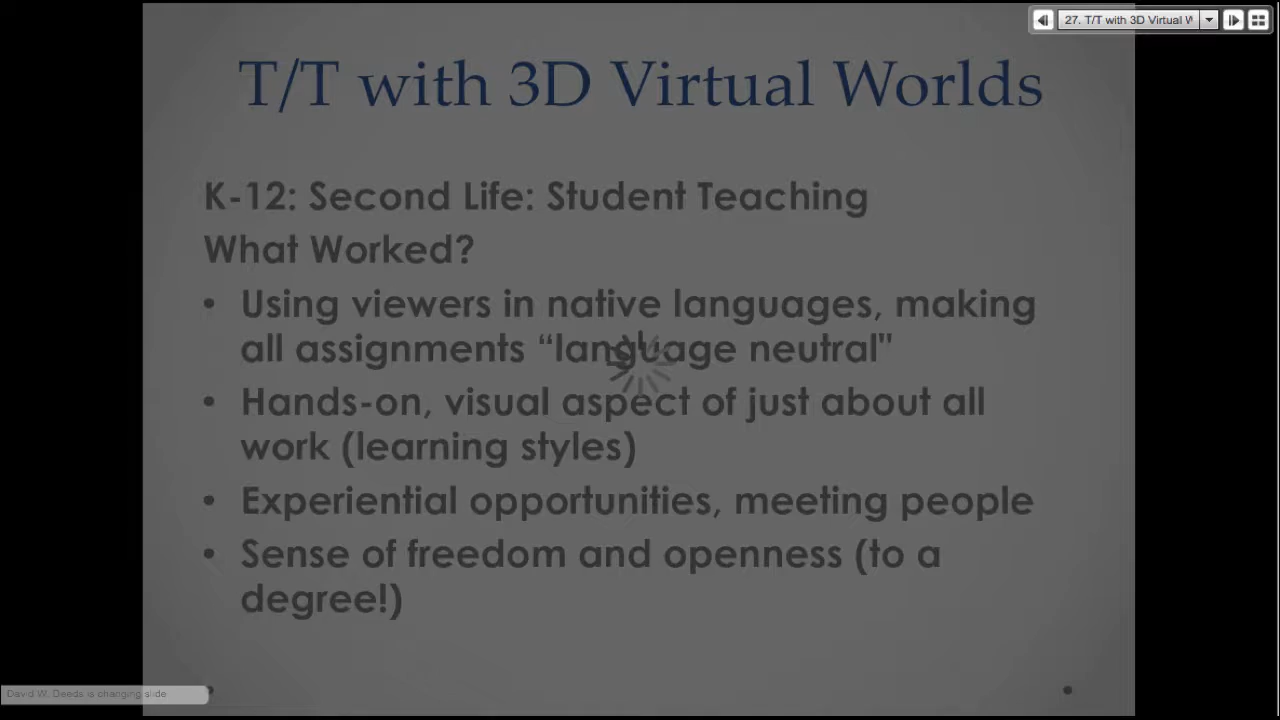 27. T/T with 3D Virtual W
T/T with 3D Virtual Worlds
K-12: Second Life: Student Teaching
What Worked?
• Using viewers in native languages, making
all assignments “language neutral"
• Hands-on, visual aspect of just about all
work (learning styles)
• Experiential opportunities, meeting people
• Sense of freedom and openness (to a
degree!)
David W. Deeds is changing slide